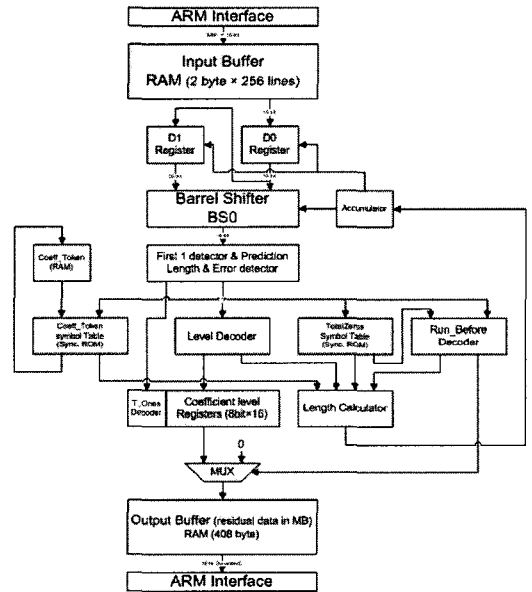 ARM Interface
Input Buffer
RAM (2 byte × 256 lines)
D1
Register
D0
Register
Barrel Shifter
BS0
Accumulator
Coeff_Token
(RAM)
First 1 detector & Prediction
Length & Error detector
Coeff_Token
symbol Table
(Sync. ROM)
Level Decoder
TotalZeros
Symbol Table
(Sync. ROM)
Run_Before
Decoder
T_Ones
Decoder
Coefficient level
Registers (8bit×16)
Length Calculator
0
MUX
Output Buffer (residual data in MB)
RAM (408 byte)
ARM Interface